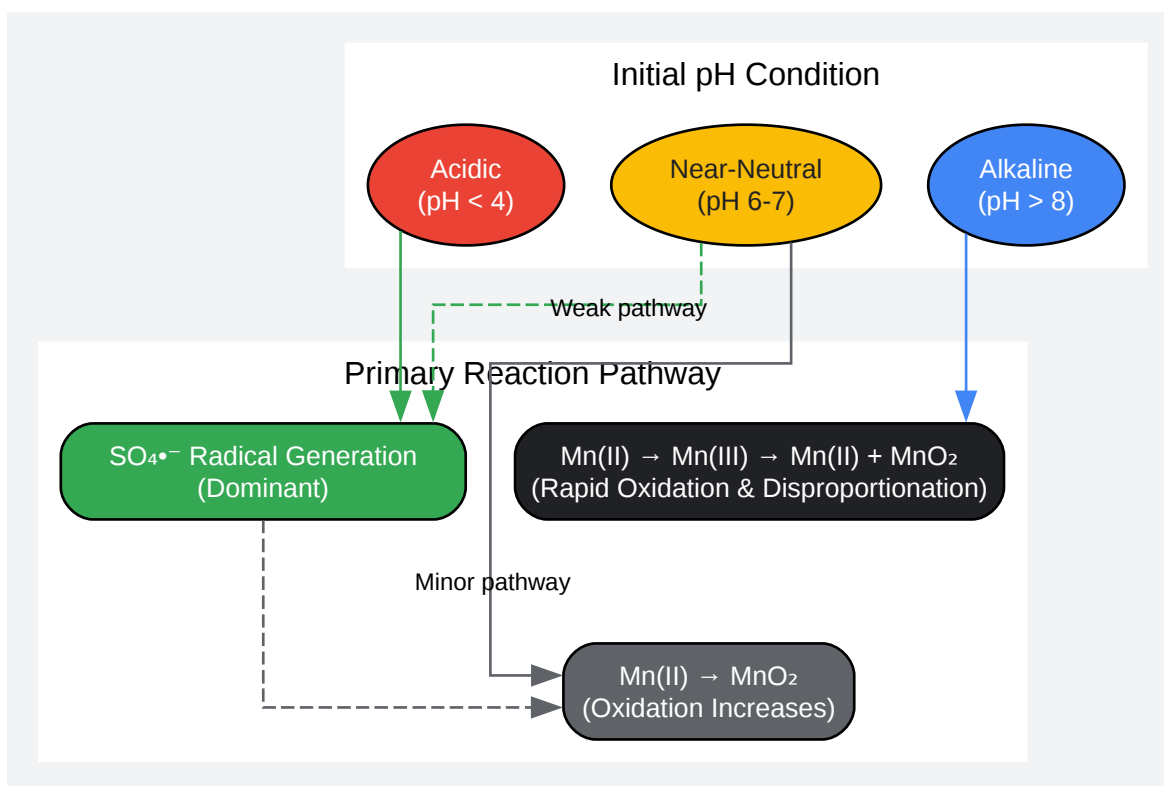 Initial pH Condition
Acidic
(pH < 4)
Near-Neutral
(pH 6-7)
Alkaline
(pH > 8)
Weak pathway
Primary Reaction Pathway
SO₄•⁻ Radical Generation
(Dominant)
Mn(II) → Mn(III) → Mn(II) + MnO₂
(Rapid Oxidation & Disproportionation)
Minor pathway
Mn(II) → MnO₂
(Oxidation Increases)